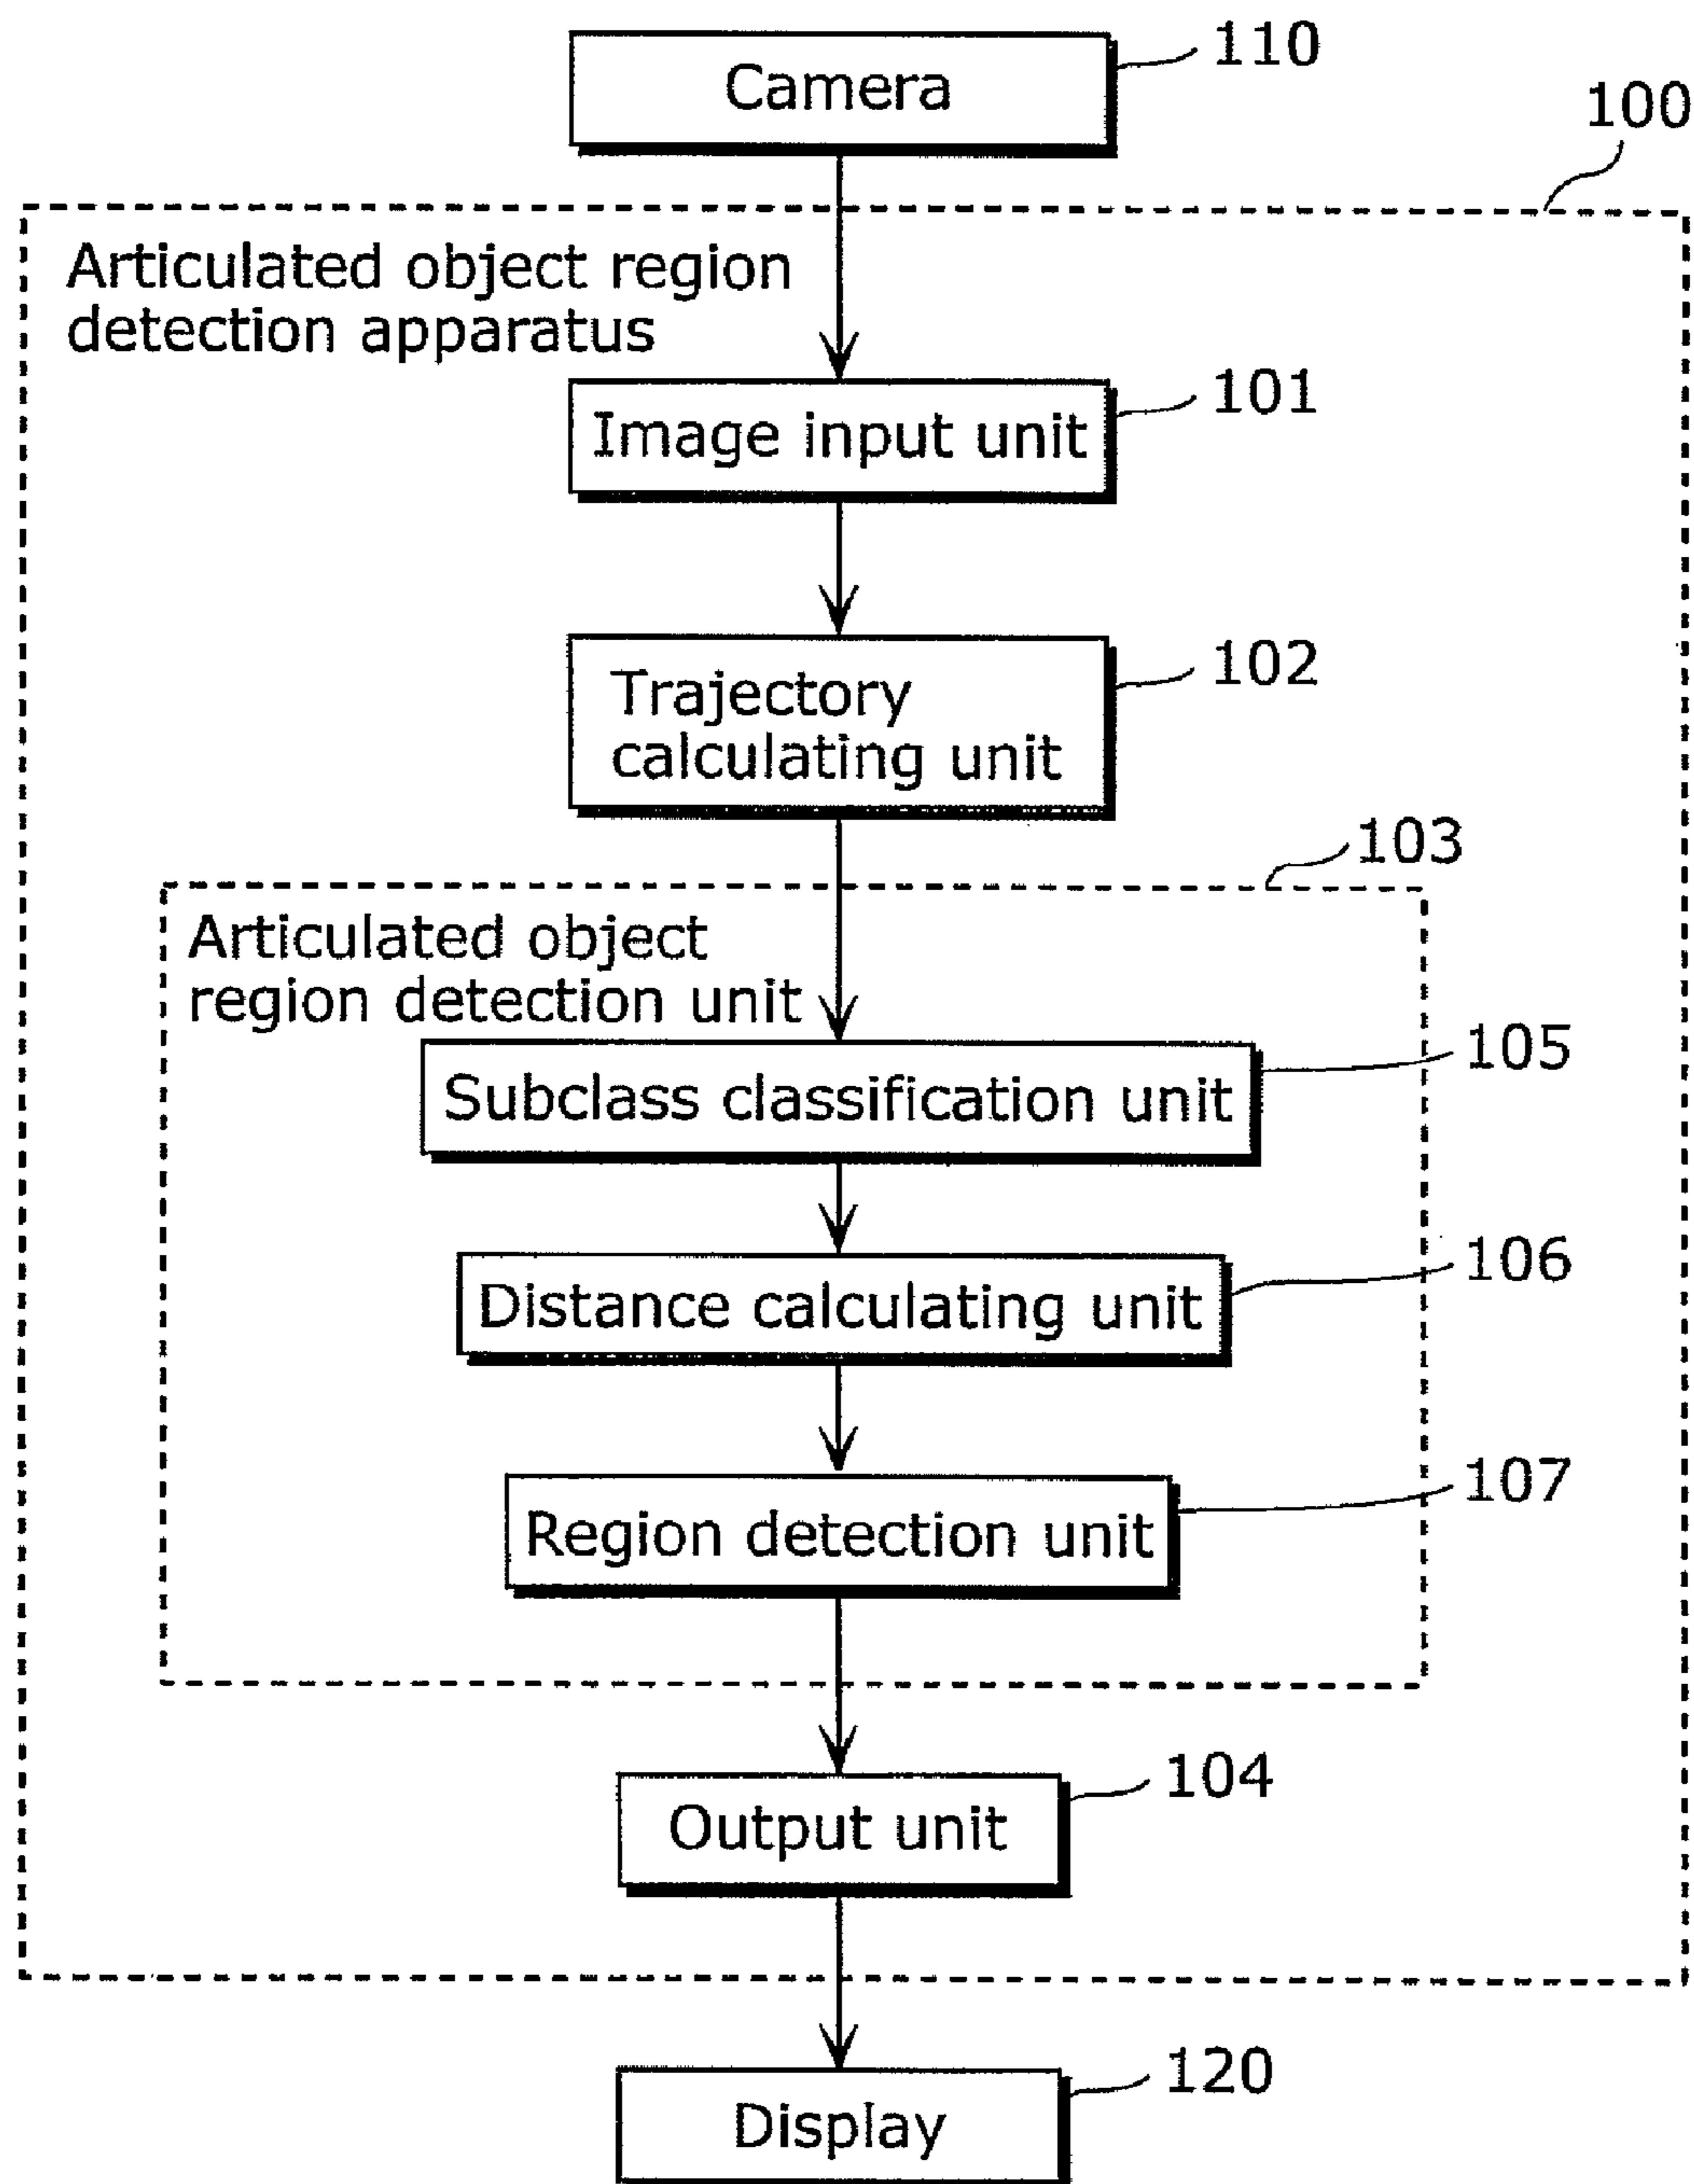 Camera
110
100
Articulated object region
detection apparatus
Image input unit
101
Trajectory
calculating unit
102
103
Articulated object
region detection unit
Subclass classification unit
105
Distance calculating unit
106
Region detection unit
107
Output unit
104
Display
120